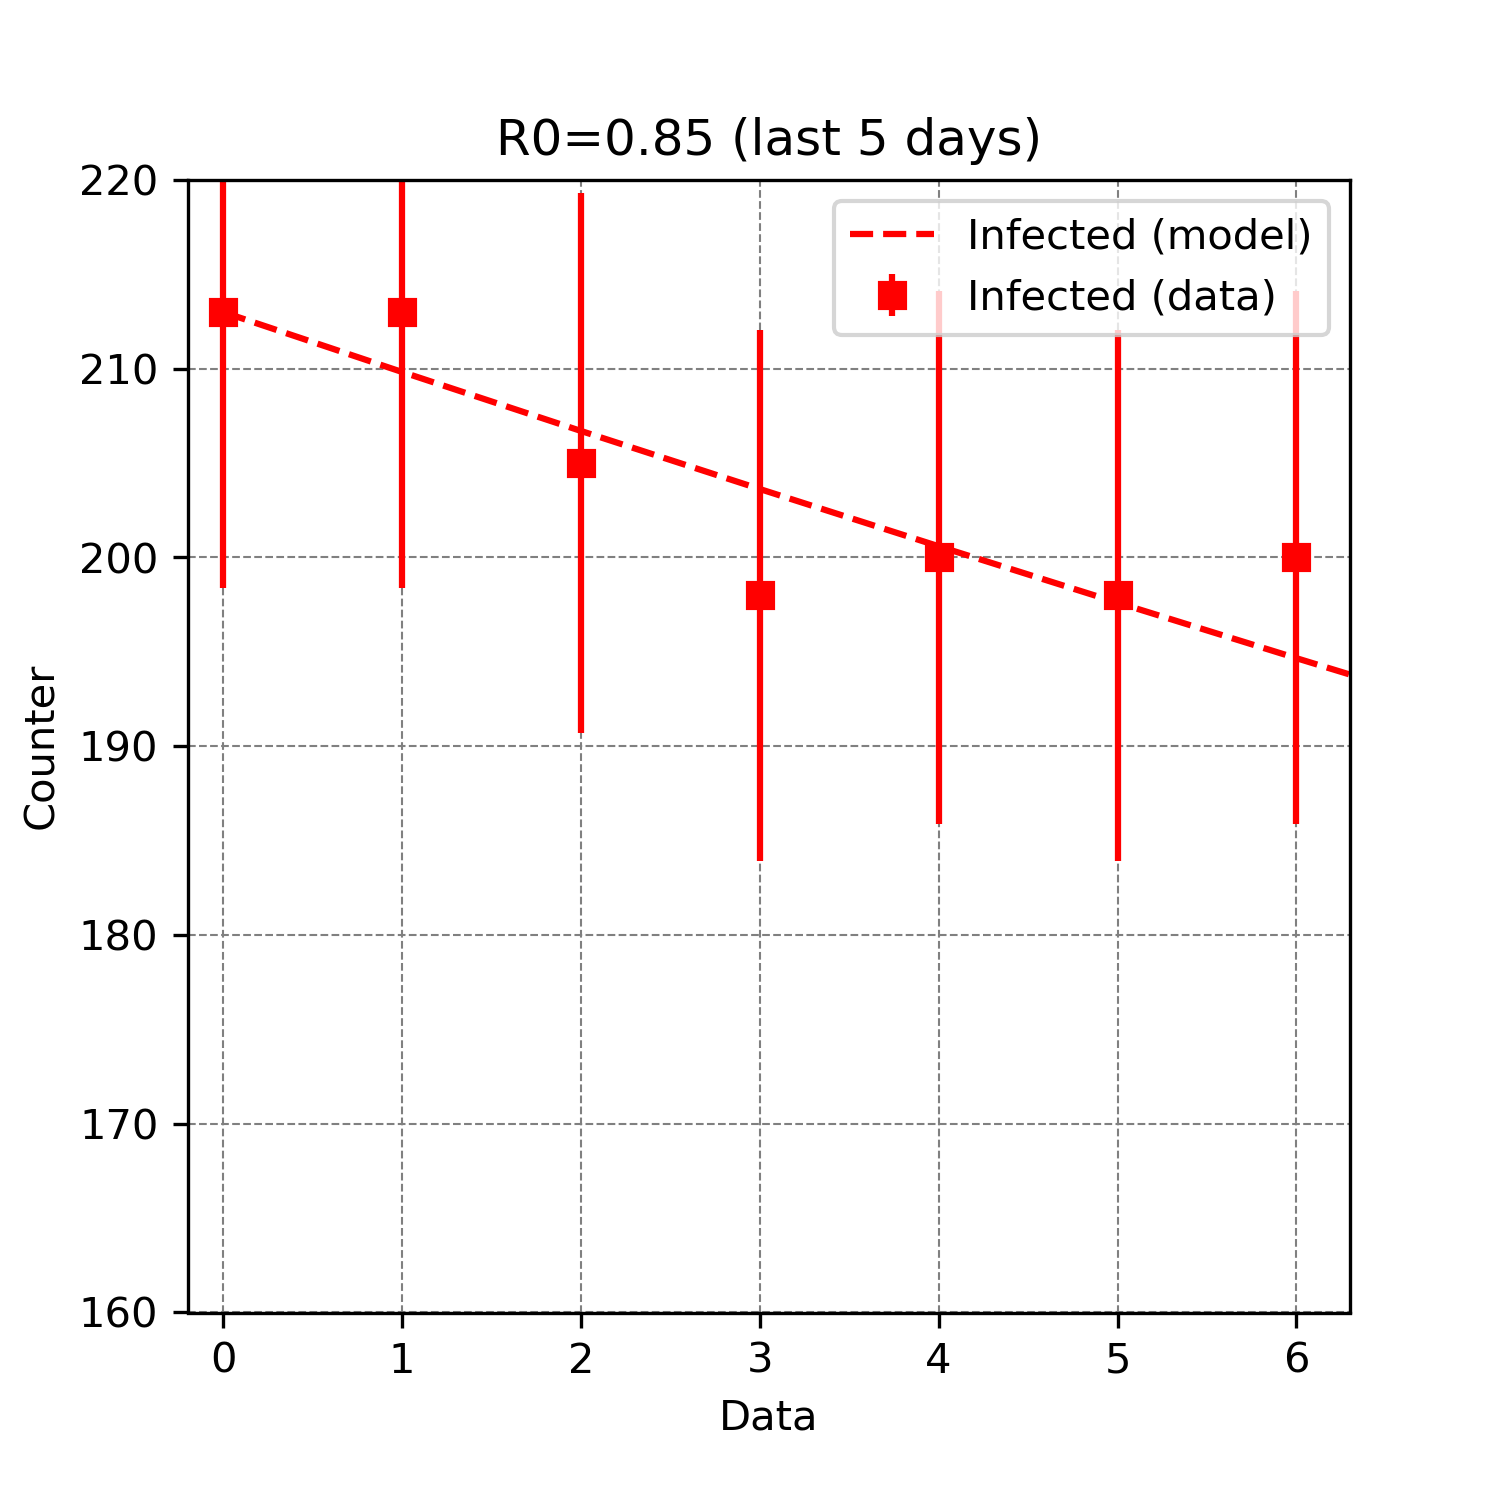 R0=0.85 (last 5 days)
220
210
200
190
180
170
160
Counter
Infected (model)
Infected (data)
0 1 2 3 4 5 6
Data